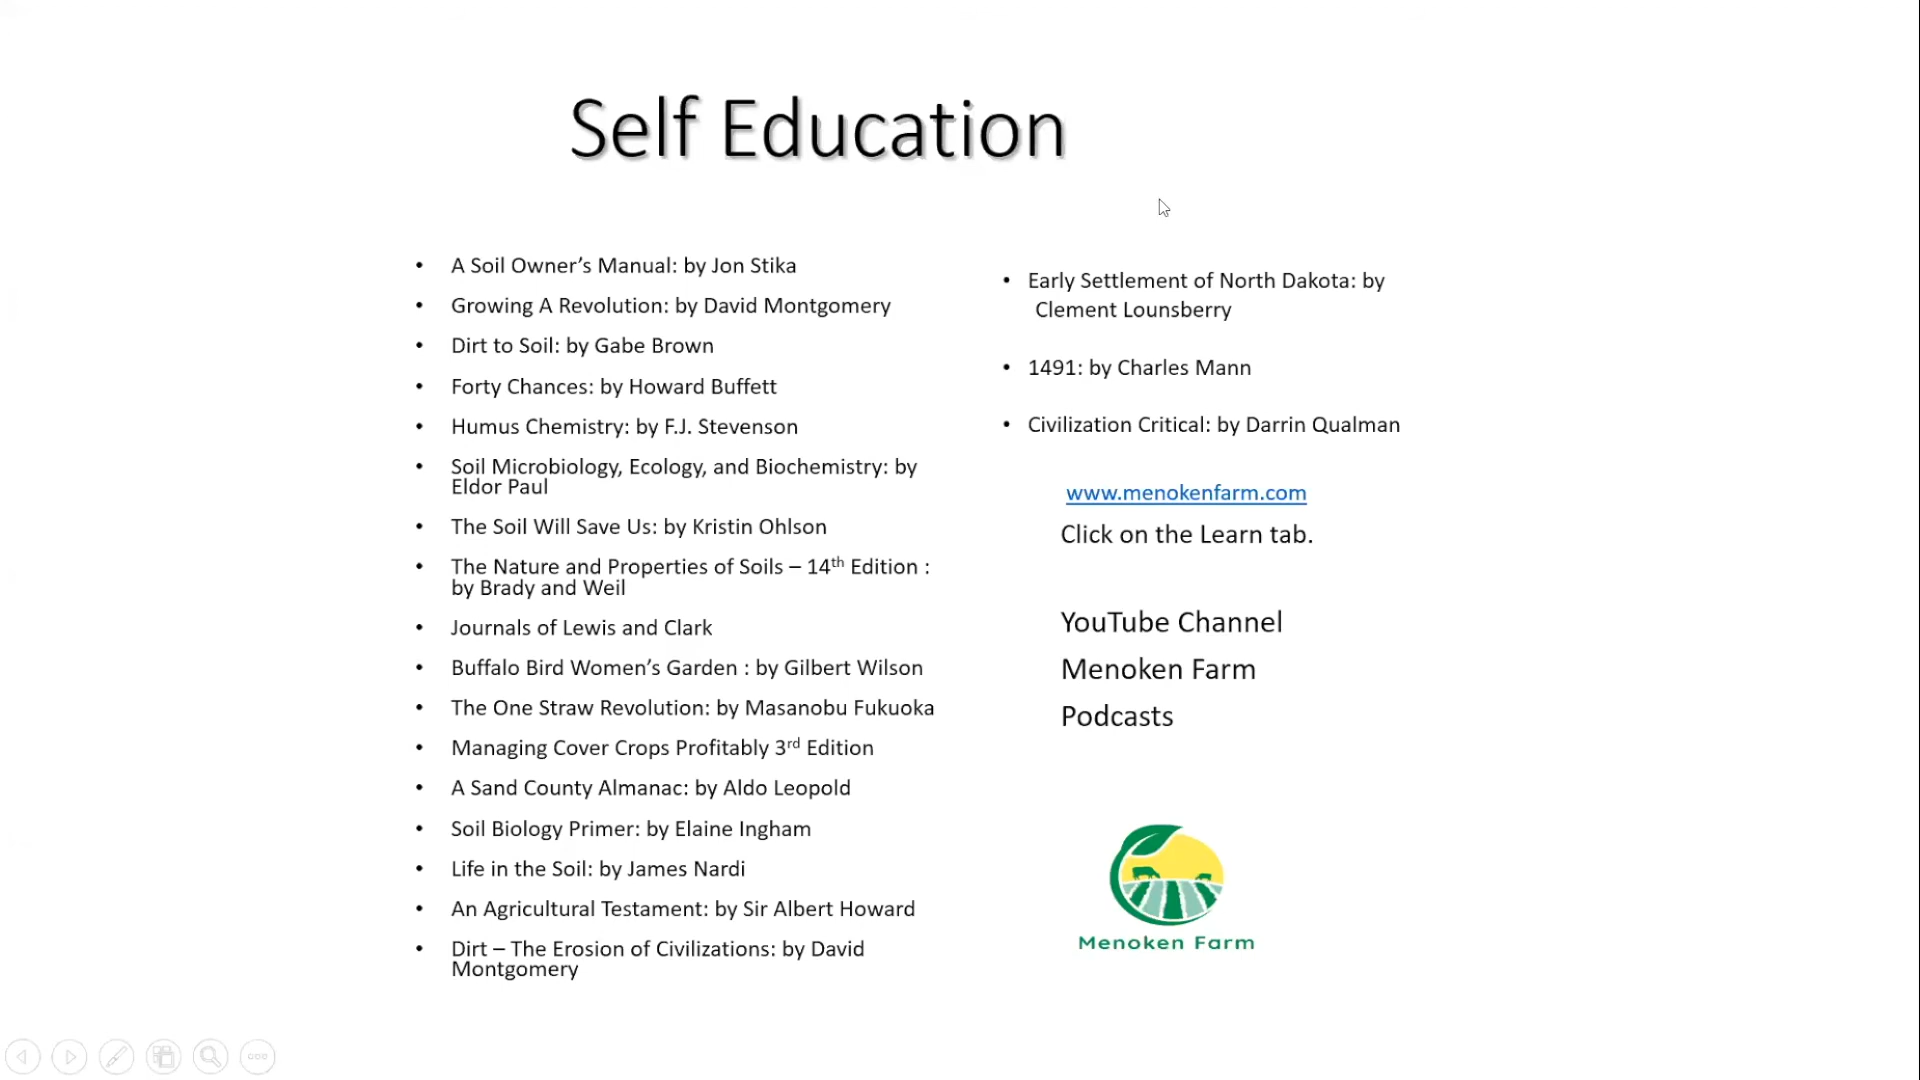 Self Education
• A Soil Owner’s Manual: by Jon Stika
• Growing A Revolution: by David Montgomery
• Dirt to Soil: by Gabe Brown
• Forty Chances: by Howard Buffett
• Humus Chemistry: by F.J. Stevenson
• Soil Microbiology, Ecology, and Biochemistry: by
Eldor Paul
• The Soil Will Save Us: by Kristin Ohlson
• The Nature and Properties of Soils – 14th Edition :
by Brady and Weil
• Journals of Lewis and Clark
• Buffalo Bird Women’s Garden : by Gilbert Wilson
• The One Straw Revolution: by Masanobu Fukuoka
• Managing Cover Crops Profitably 3rd Edition
• A Sand County Almanac: by Aldo Leopold
• Soil Biology Primer: by Elaine Ingham
• Life in the Soil: by James Nardi
• An Agricultural Testament: by Sir Albert Howard
• Dirt – The Erosion of Civilizations: by David
Montgomery
• Early Settlement of North Dakota: by
Clement Lounsberry
• 1491: by Charles Mann
• Civilization Critical: by Darrin Qualman
www.menokenfarm.com
Click on the Learn tab.
YouTube Channel
Menoken Farm
Podcasts
Menoken Farm